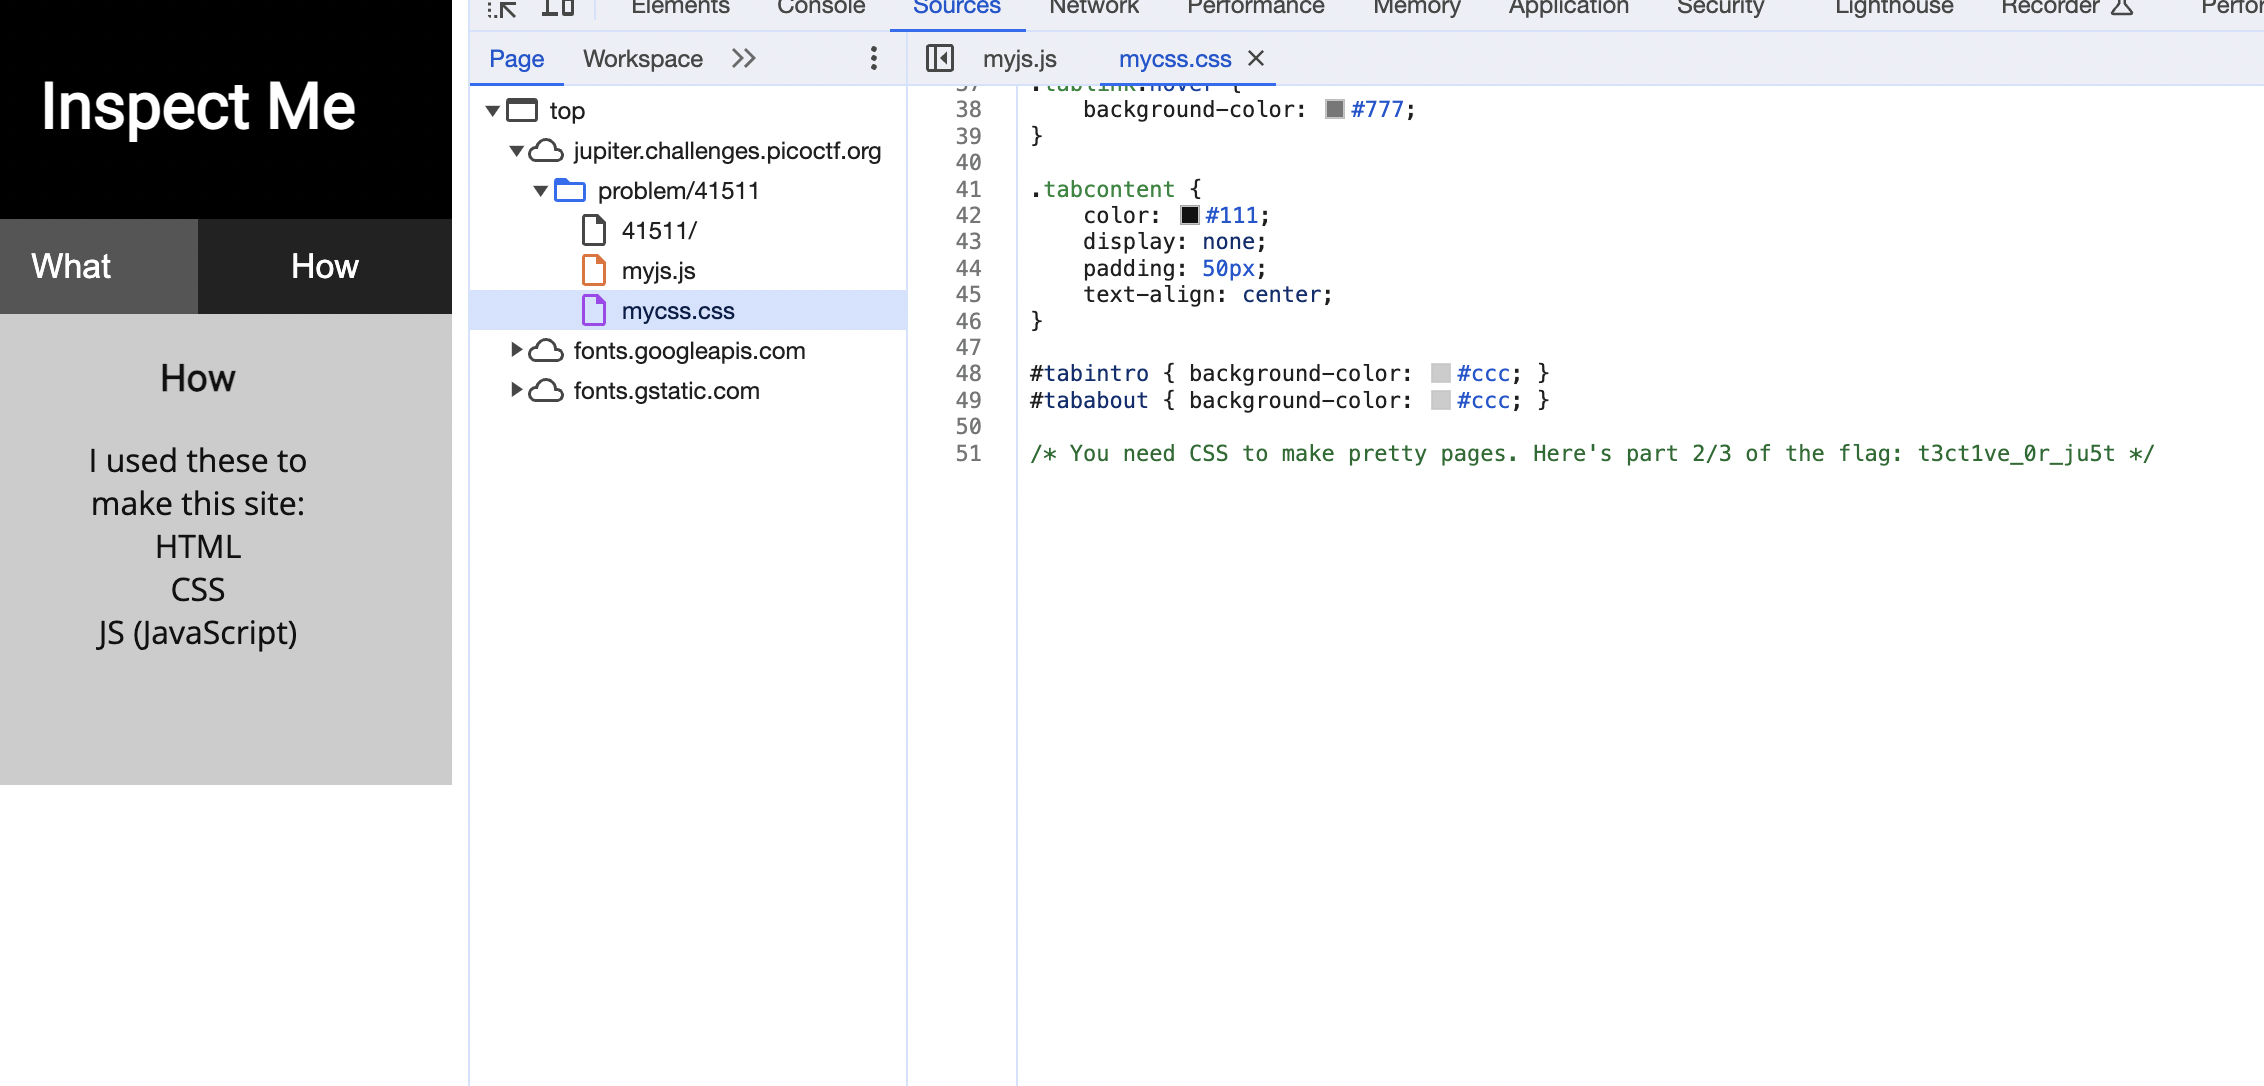 Inspect Me
What How
How
I used these to
make this site:
HTML
CSS
JS (JavaScript)
Elements Console Sources Network Performance Memory Application Security Lighthouse Recorder
Page Workspace
top
jupiter.challenges.picoctf.org
problem/41511
41511/
myjs.js
mycss.css
fonts.googleapis.com
fonts.gstatic.com
myjs.js mycss.css
37 .tablink:hover {
38 background-color: #777;
39 }
40
41 .tabcontent {
42 color: #111;
43 display: none;
44 padding: 50px;
45 text-align: center;
46 }
47
48 #tabintro { background-color: #ccc; }
49 #tababout { background-color: #ccc; }
50
51 /* You need CSS to make pretty pages. Here's part 2/3 of the flag: t3ct1ve_0r_ju5t */